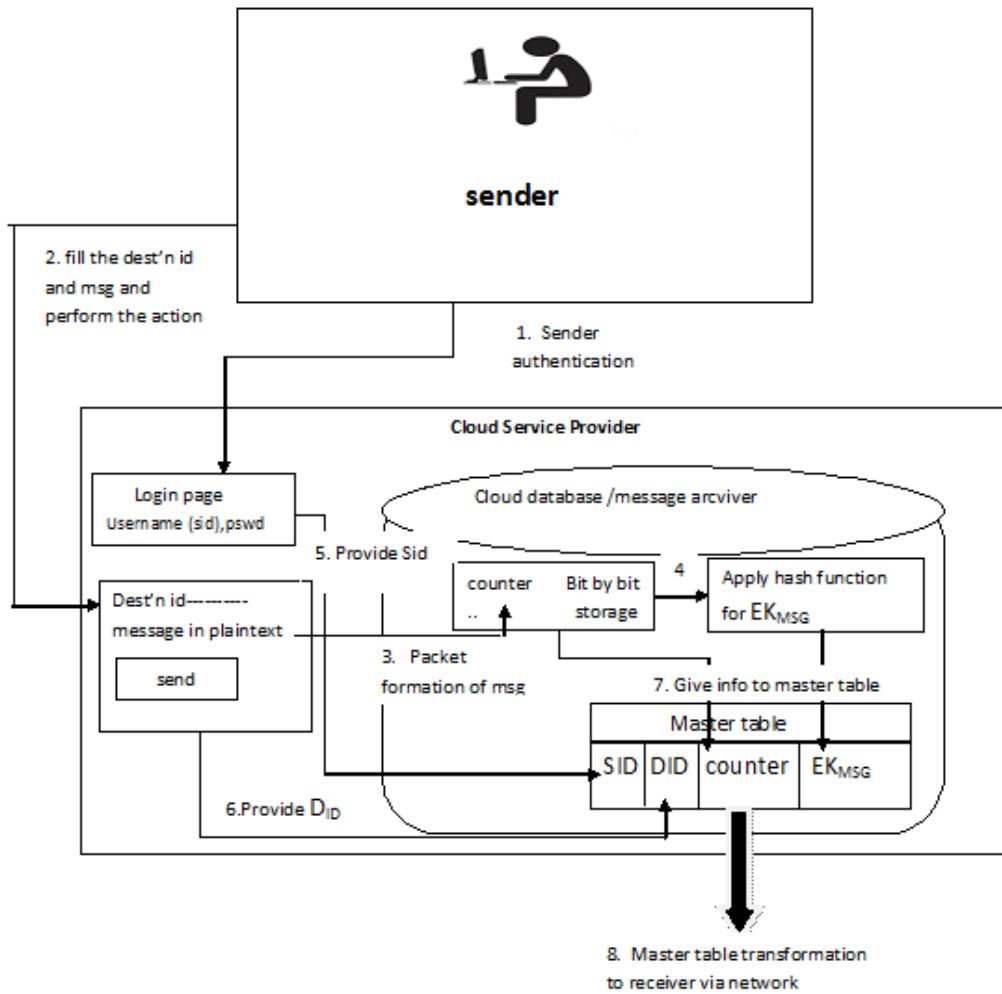 sender
2. fill the dest'n id
and msg and
perform the action
1. Sender
authentication
Cloud Service Provider
Login page
Username (sid),pswd
Cloud database /message arcviver
5. Provide Sid
4
counter
..
Bit by bit
storage
Apply hash function
for EKMSG
Dest'n id----------
message in plaintext
send
3. Packet
formation of msg
7. Give info to master table
Master table
SID DID counter EKMSG
6.Provide DID
8. Master table transformation
to receiver via network